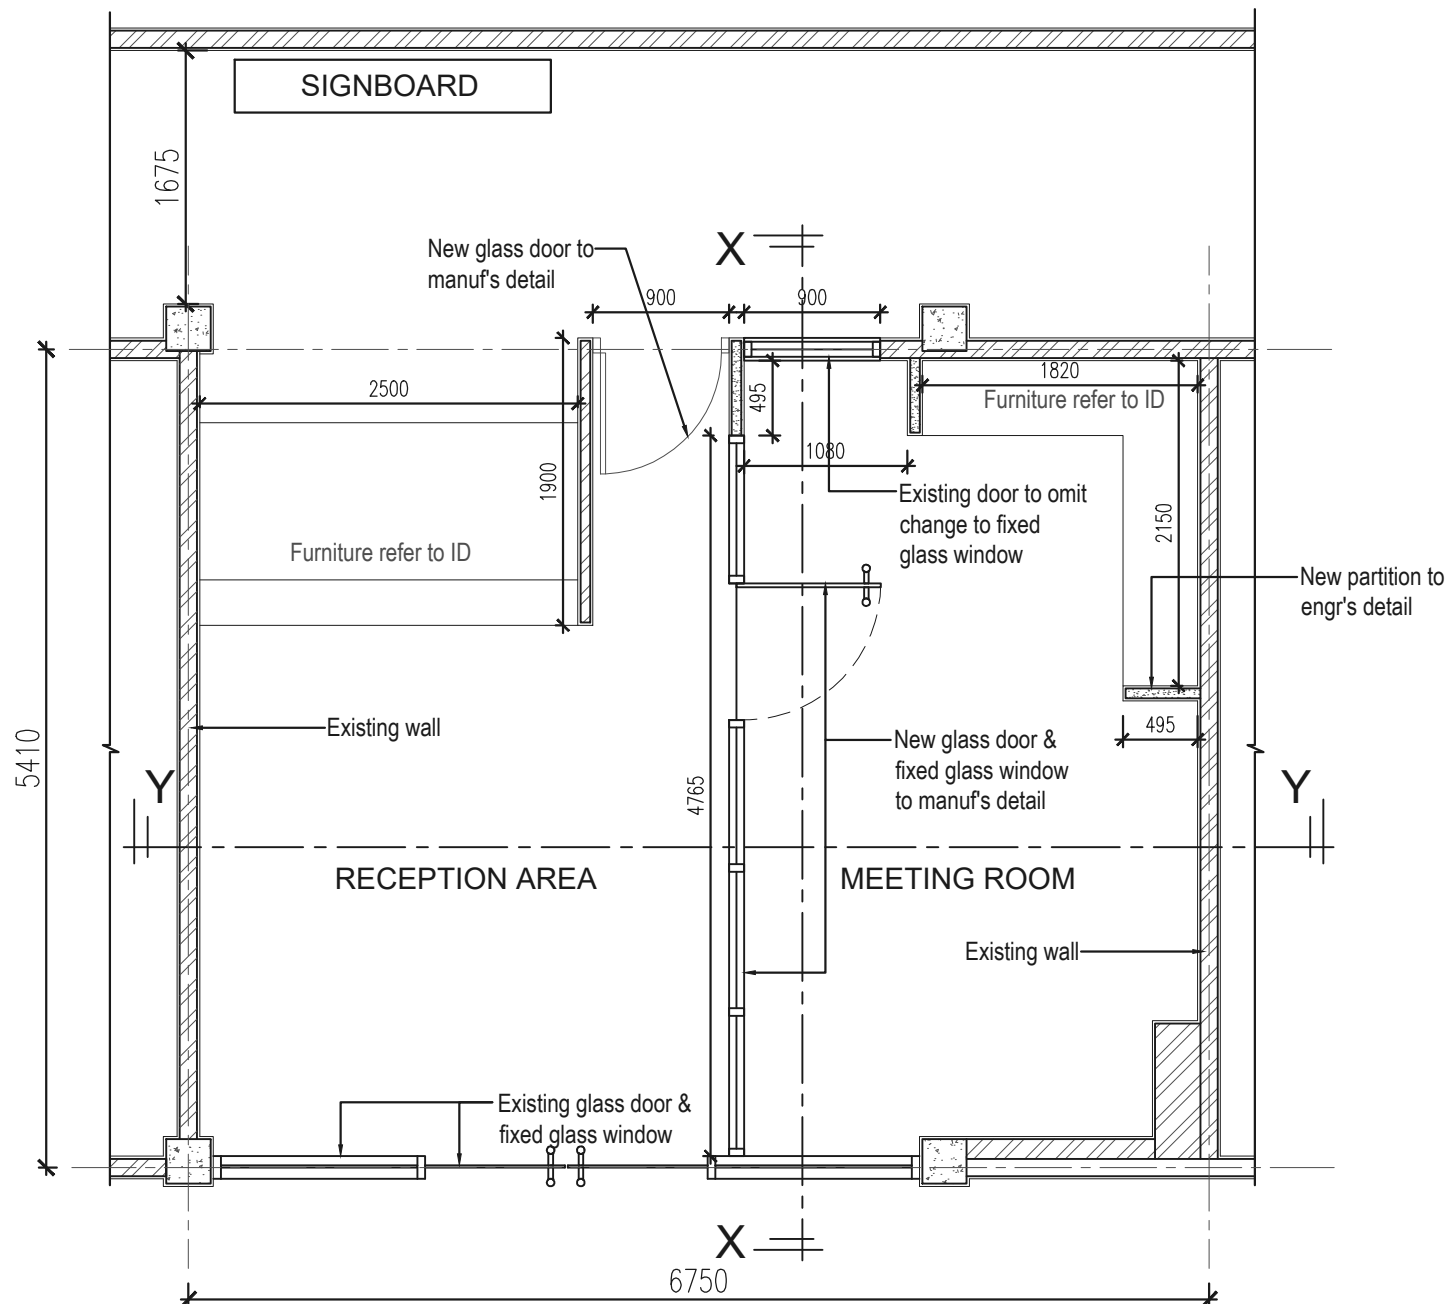 SIGNBOARD
1675
New glass door to
manuf's detail
X
900
900
2500
495
1820
Furniture refer to ID
1080
1900
Existing door to omit
change to fixed
glass window
2150
Furniture refer to ID
New partition to
engr's detail
Existing wall
495
New glass door &
fixed glass window
to manuf's detail
5410
Y
4765
Y
RECEPTION AREA
MEETING ROOM
Existing wall
Existing glass door &
fixed glass window
X
6750